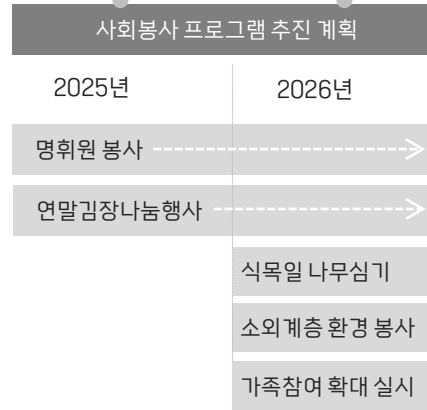 사회봉사 프로그램 추진 계획
2025년 2026년
명휘원 봉사
연말김장나눔행사
식목일 나무심기
소외계층 환경 봉사
가족참여 확대 실시